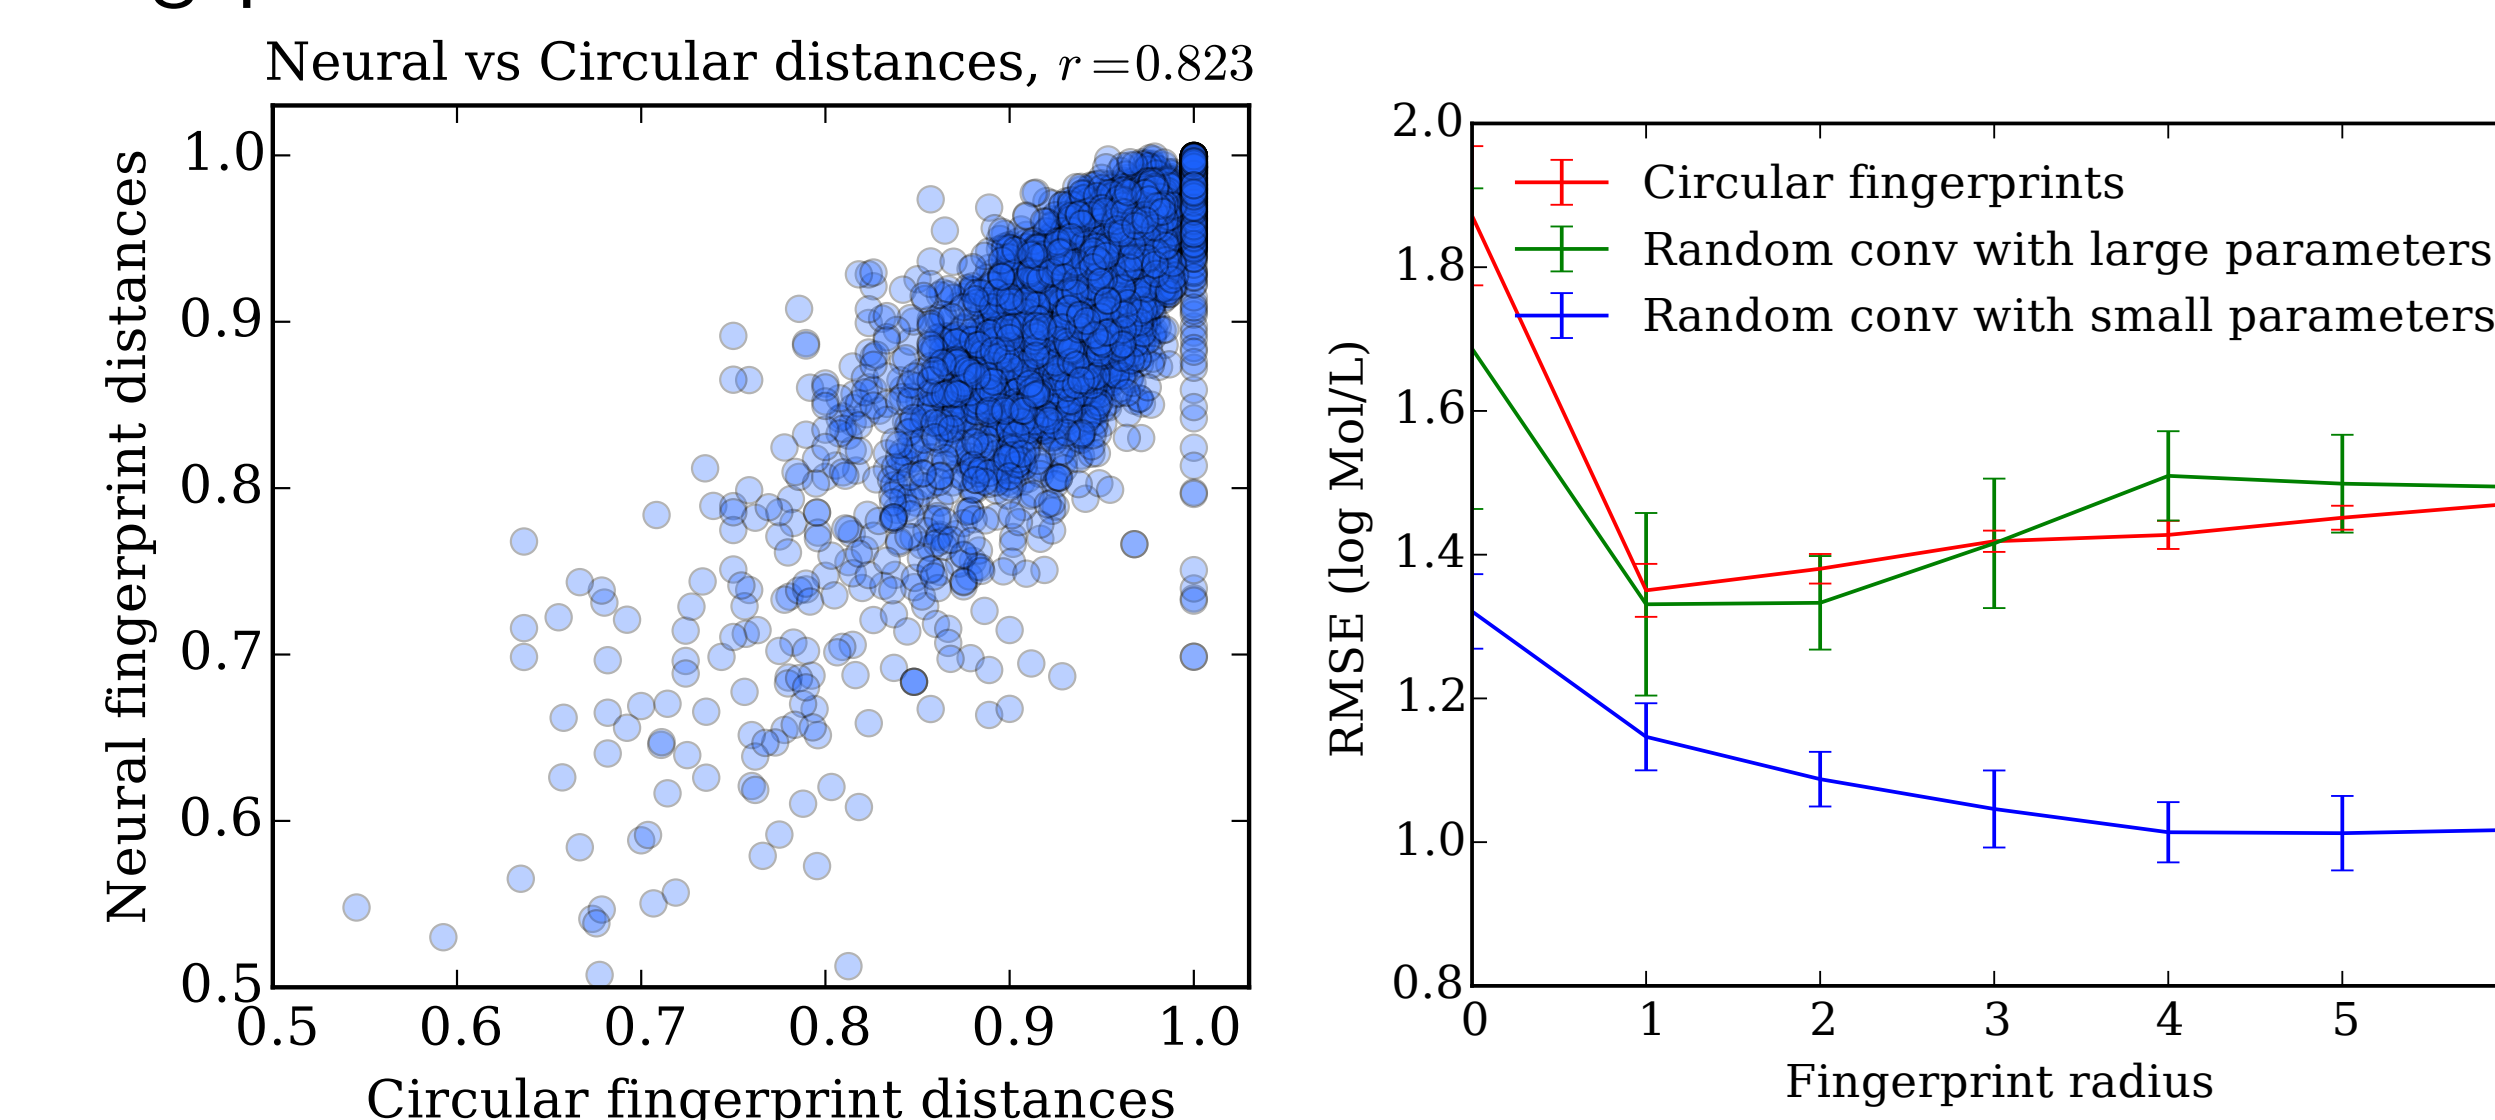 Neural vs Circular distances, r=0.823
Neural fingerprint distances
1.0
0.9
0.8
0.7
0.6
0.5
0.5 0.6 0.7 0.8 0.9 1.0
Circular fingerprint distances
RMSE (log Mol/L)
2.0
1.8
1.6
1.4
1.2
1.0
0.8
Circular fingerprints
Random conv with large parameters
Random conv with small parameters
0 1 2 3 4 5
Fingerprint radius